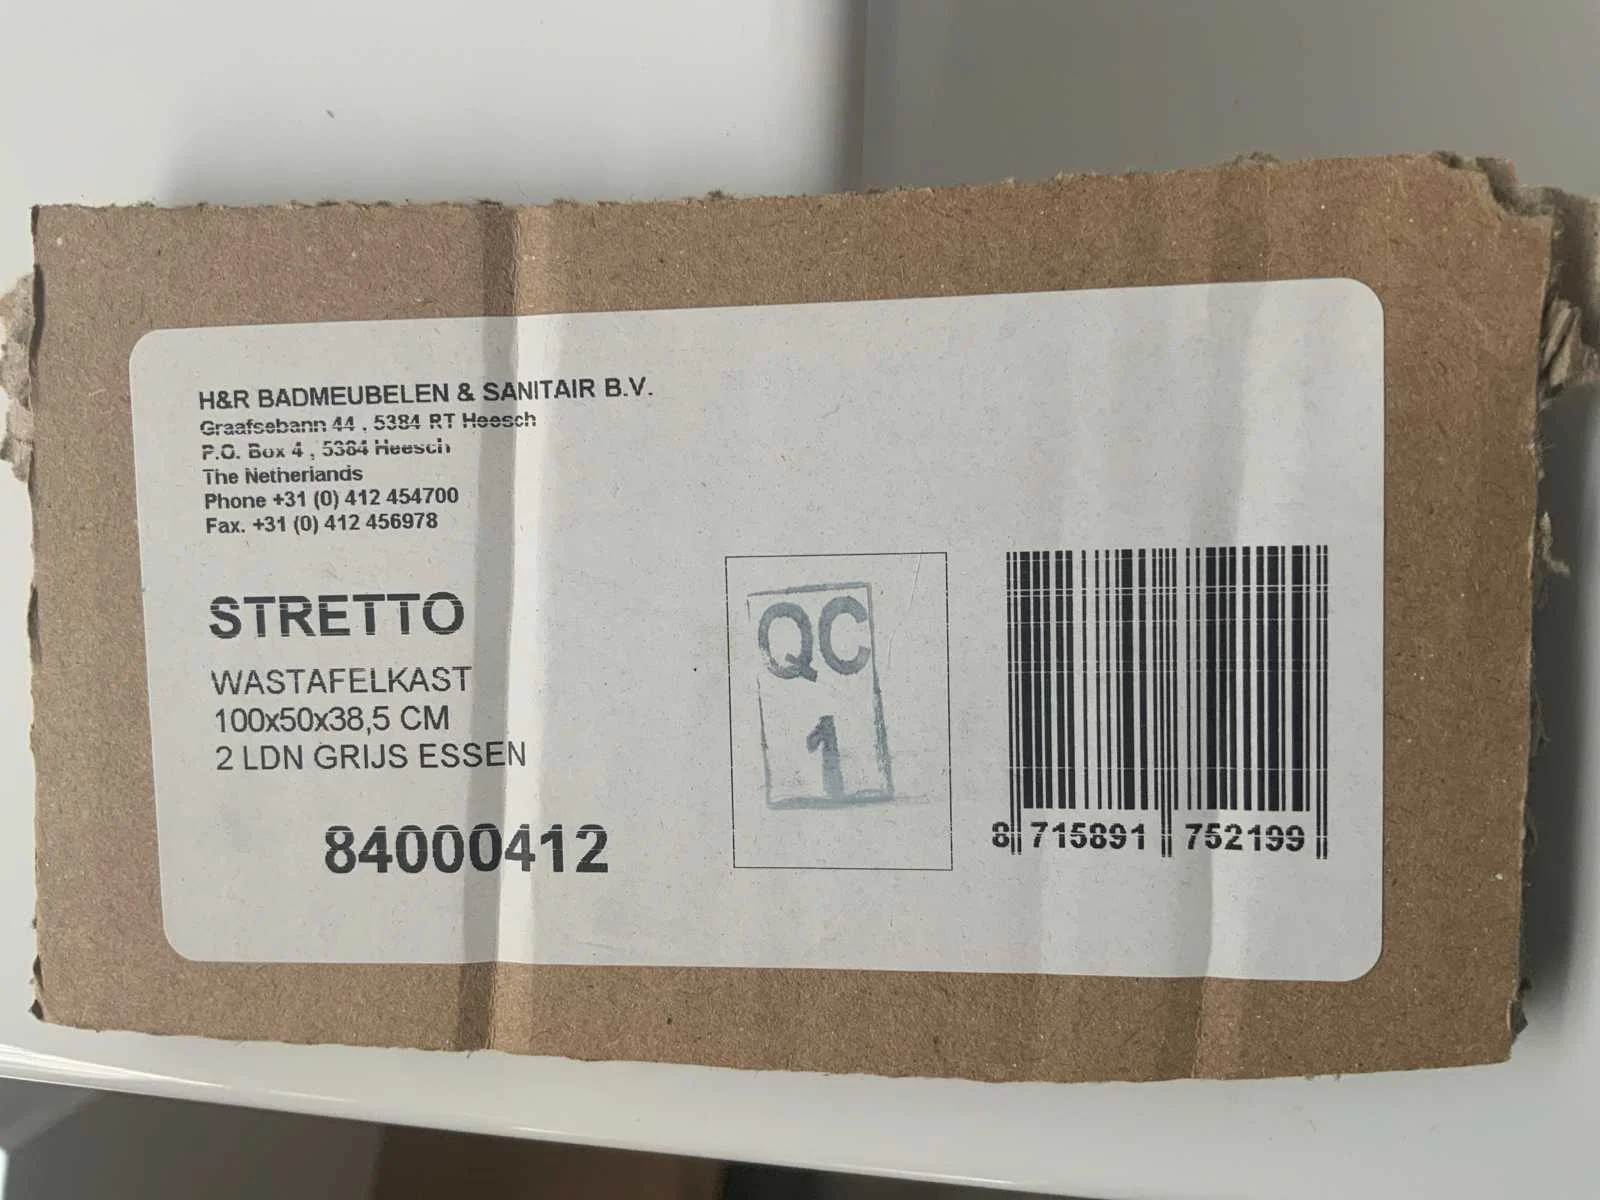 H&R BADMEUBELEN & SANITAIR B.V.
Graafsebann 44 , 5384 RT Heesch
P.O. Box 4 , 5384 Heesch
The Netherlands
Phone +31 (0) 412 454700
Fax. +31 (0) 412 456978
STRETTO
WASTAFELKAST
100x50x38,5 CM
2 LDN GRIJS ESSEN
84000412
QC
1
8 715891 752199